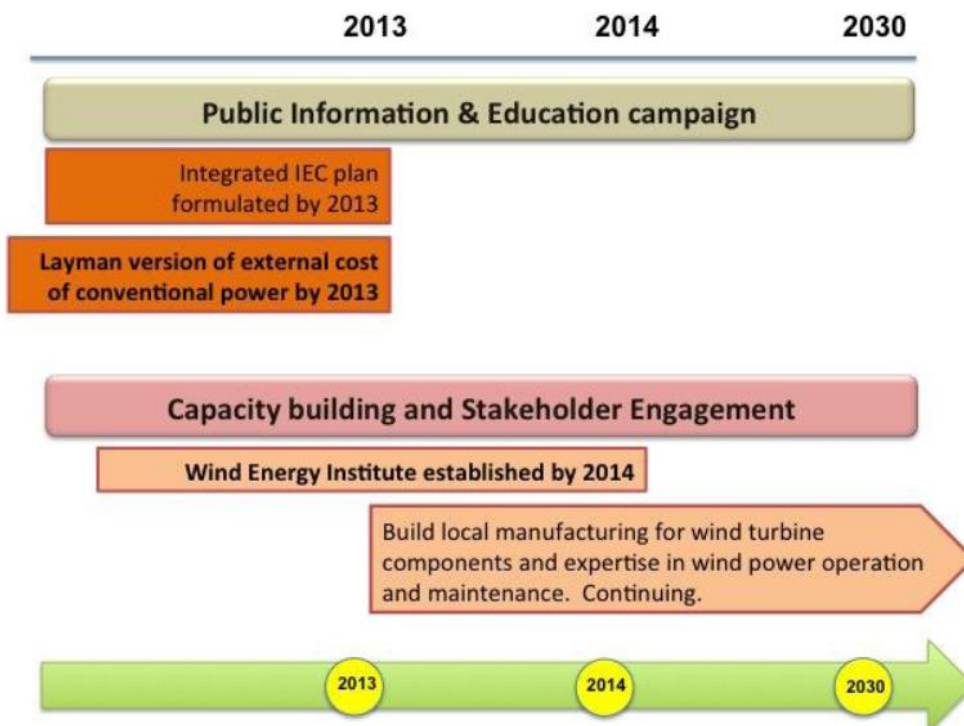 2013 2014 2030
Public Information & Education campaign
Integrated IEC plan
formulated by 2013
Layman version of external cost
of conventional power by 2013
Capacity building and Stakeholder Engagement
Wind Energy Institute established by 2014
Build local manufacturing for wind turbine
components and expertise in wind power operation
and maintenance.  Continuing.
2013 2014 2030